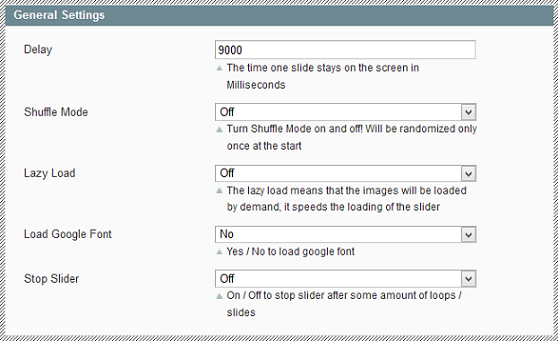 General Settings
Delay
9000
The time one slide stays on the screen in
Milliseconds
Shuffle Mode
Off
Turn Shuffle Mode on and off! Will be randomized only
once at the start
Lazy Load
Off
The lazy load means that the images will be loaded
by demand, it speeds the loading of the slider
Load Google Font
No
Yes / No to load google font
Stop Slider
Off
On / Off to stop slider after some amount of loops /
slides